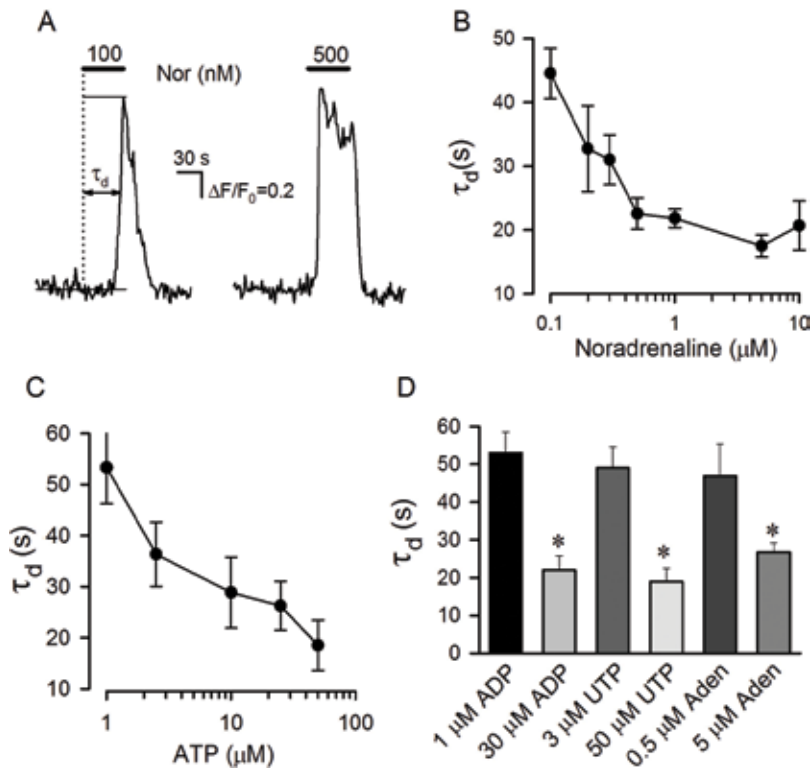 A
100
500
Nor (nM)
30 s
ΔF/F0=0.2
τd
B
50
40
30
20
10
τd(s)
0.1
1
10
Noradrenaline (μM)
C
60
50
40
30
20
10
τd (s)
1
10
100
ATP (μM)
D
60
50
40
30
20
10
0
τd (s)
*
*
*
1 μM ADP
30 μM ADP
3 μM UTP
50 μM UTP
0.5 μM Aden
5 μM Aden